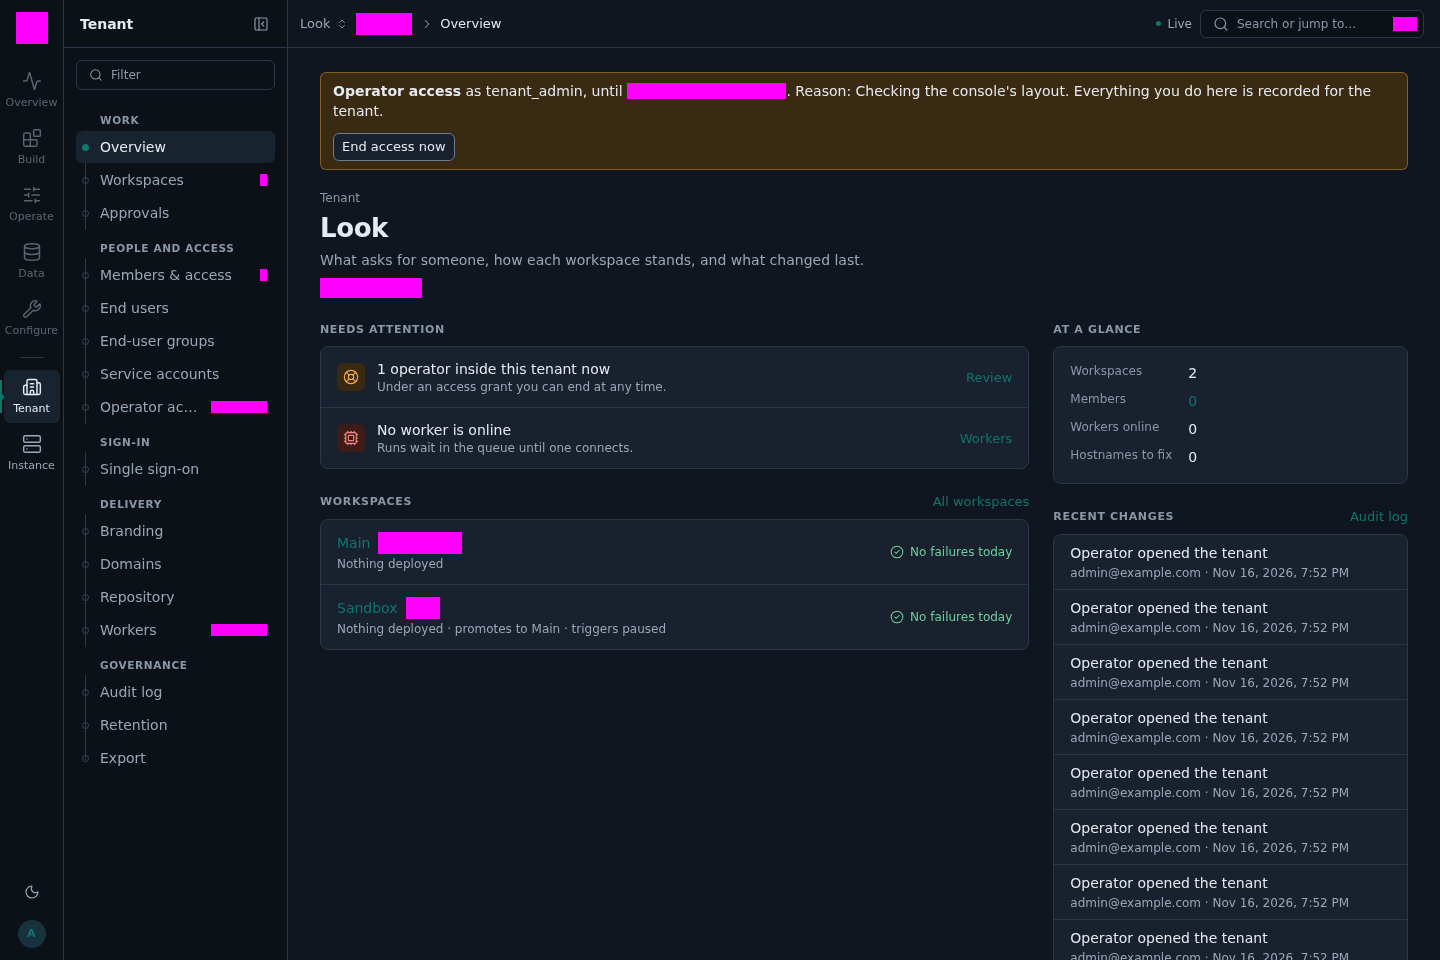 Tenant
Look
Overview
Live
Search or jump to...
Filter
Overview
Build
Operate
Data
Configure
Tenant
Instance
A
WORK
Overview
Workspaces
Approvals
PEOPLE AND ACCESS
Members & access
End users
End-user groups
Service accounts
Operator ac...
SIGN-IN
Single sign-on
DELIVERY
Branding
Domains
Repository
Workers
GOVERNANCE
Audit log
Retention
Export
Operator access as tenant_admin, until . Reason: Checking the console's layout. Everything you do here is recorded for the
tenant.
End access now
Tenant
Look
What asks for someone, how each workspace stands, and what changed last.
NEEDS ATTENTION
1 operator inside this tenant now
Under an access grant you can end at any time.
Review
No worker is online
Runs wait in the queue until one connects.
Workers
WORKSPACES
All workspaces
Main
Nothing deployed
No failures today
Sandbox
Nothing deployed · promotes to Main · triggers paused
No failures today
AT A GLANCE
Workspaces 2
Members 0
Workers online 0
Hostnames to fix 0
RECENT CHANGES
Audit log
Operator opened the tenant
admin@example.com · Nov 16, 2026, 7:52 PM
Operator opened the tenant
admin@example.com · Nov 16, 2026, 7:52 PM
Operator opened the tenant
admin@example.com · Nov 16, 2026, 7:52 PM
Operator opened the tenant
admin@example.com · Nov 16, 2026, 7:52 PM
Operator opened the tenant
admin@example.com · Nov 16, 2026, 7:52 PM
Operator opened the tenant
admin@example.com · Nov 16, 2026, 7:52 PM
Operator opened the tenant
admin@example.com · Nov 16, 2026, 7:52 PM
Operator opened the tenant
admin@example.com · Nov 16, 2026, 7:52 PM